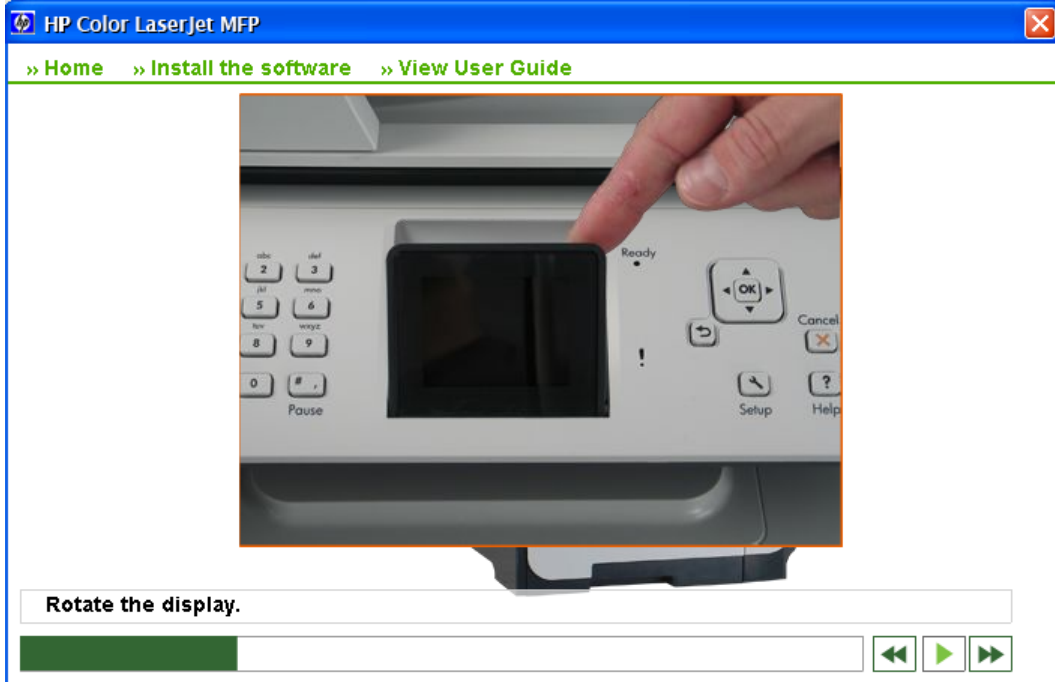 HP Color LaserJet MFP
» Home » Install the software » View User Guide
abc def
2 3
jkl mno
5 6
tuv wxyz
8 9
0 # ,
Pause
Ready
!
OK
Cancel
Setup
?
Help
Rotate the display.